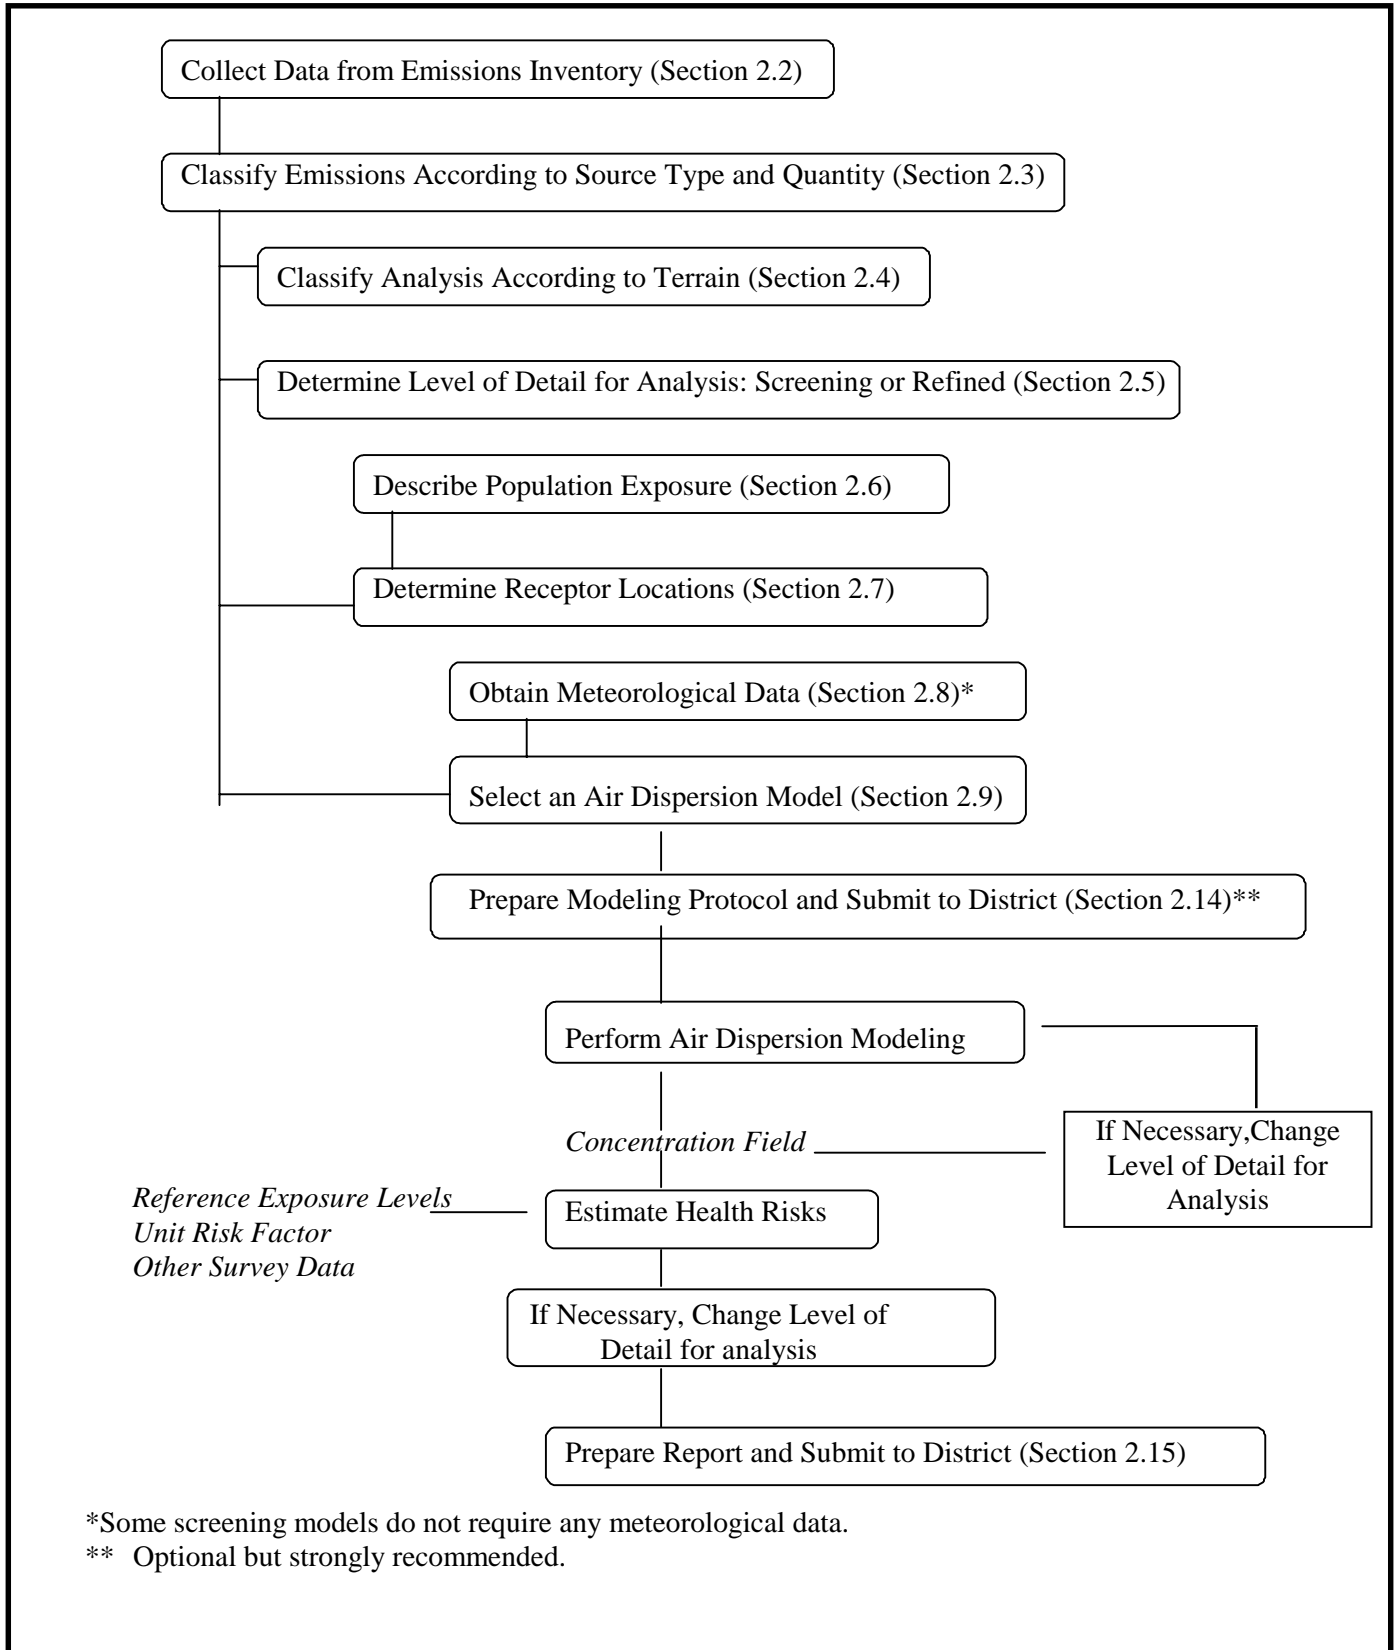 Collect Data from Emissions Inventory (Section 2.2)
Classify Emissions According to Source Type and Quantity (Section 2.3)
Classify Analysis According to Terrain (Section 2.4)
Determine Level of Detail for Analysis: Screening or Refined (Section 2.5)
Describe Population Exposure (Section 2.6)
Determine Receptor Locations (Section 2.7)
Obtain Meteorological Data (Section 2.8)*
Select an Air Dispersion Model (Section 2.9)
Prepare Modeling Protocol and Submit to District (Section 2.14)**
Perform Air Dispersion Modeling
If Necessary,Change
Level of Detail for
Analysis
Concentration Field
Reference Exposure Levels
Unit Risk Factor
Other Survey Data
Estimate Health Risks
If Necessary, Change Level of
Detail for analysis
Prepare Report and Submit to District (Section 2.15)
*Some screening models do not require any meteorological data.
** Optional but strongly recommended.